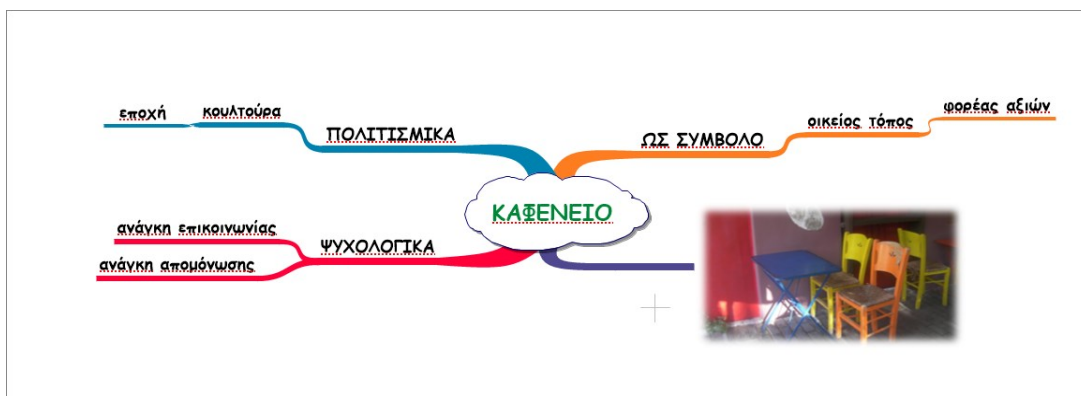 ΚΑΦΕΝΕΙΟ
ΠΟΛΙΤΙΣΜΙΚΑ
κουλτούρα
εποχή
ΨΥΧΟΛΟΓΙΚΑ
ανάγκη επικοινωνίας
ανάγκη απομόνωσης
ΩΣ ΣΥΜΒΟΛΟ
οικείος τόπος
φορέας αξιών